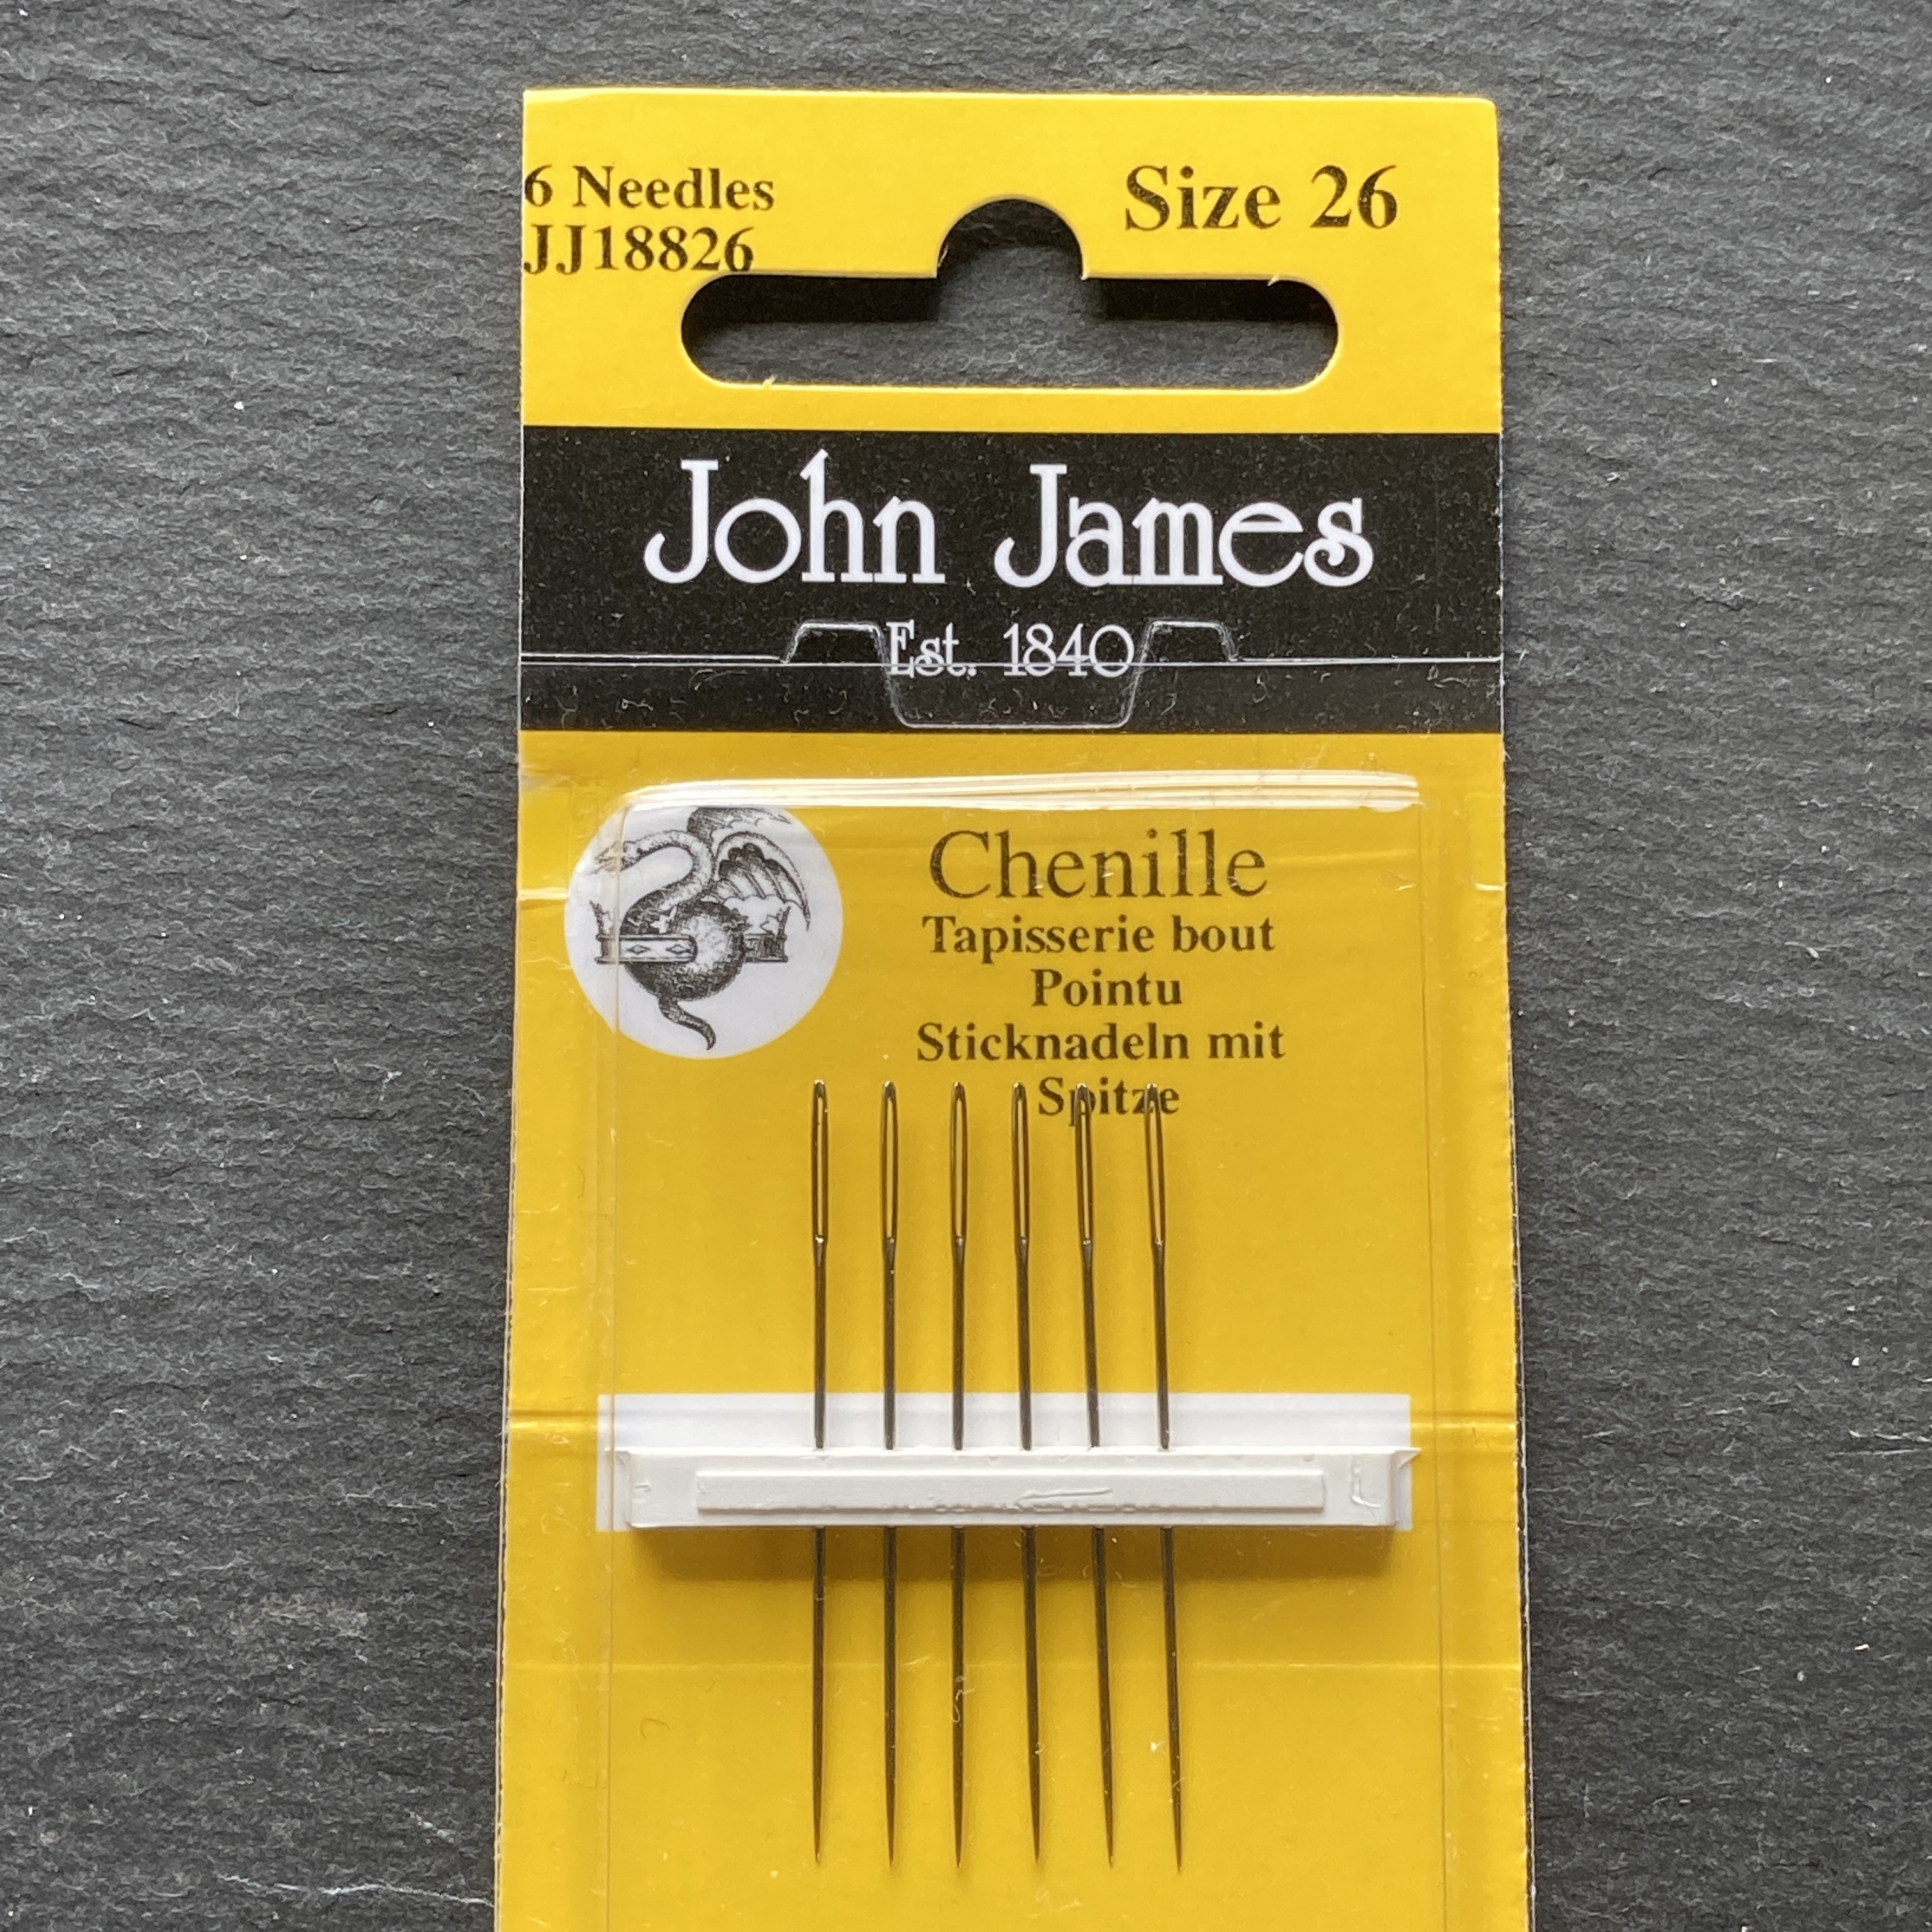 6 Needles
JJ18826
Size 26
John James
Est. 1840
Chenille
Tapisserie bout
Pointu
Sticknadeln mit
Spitze